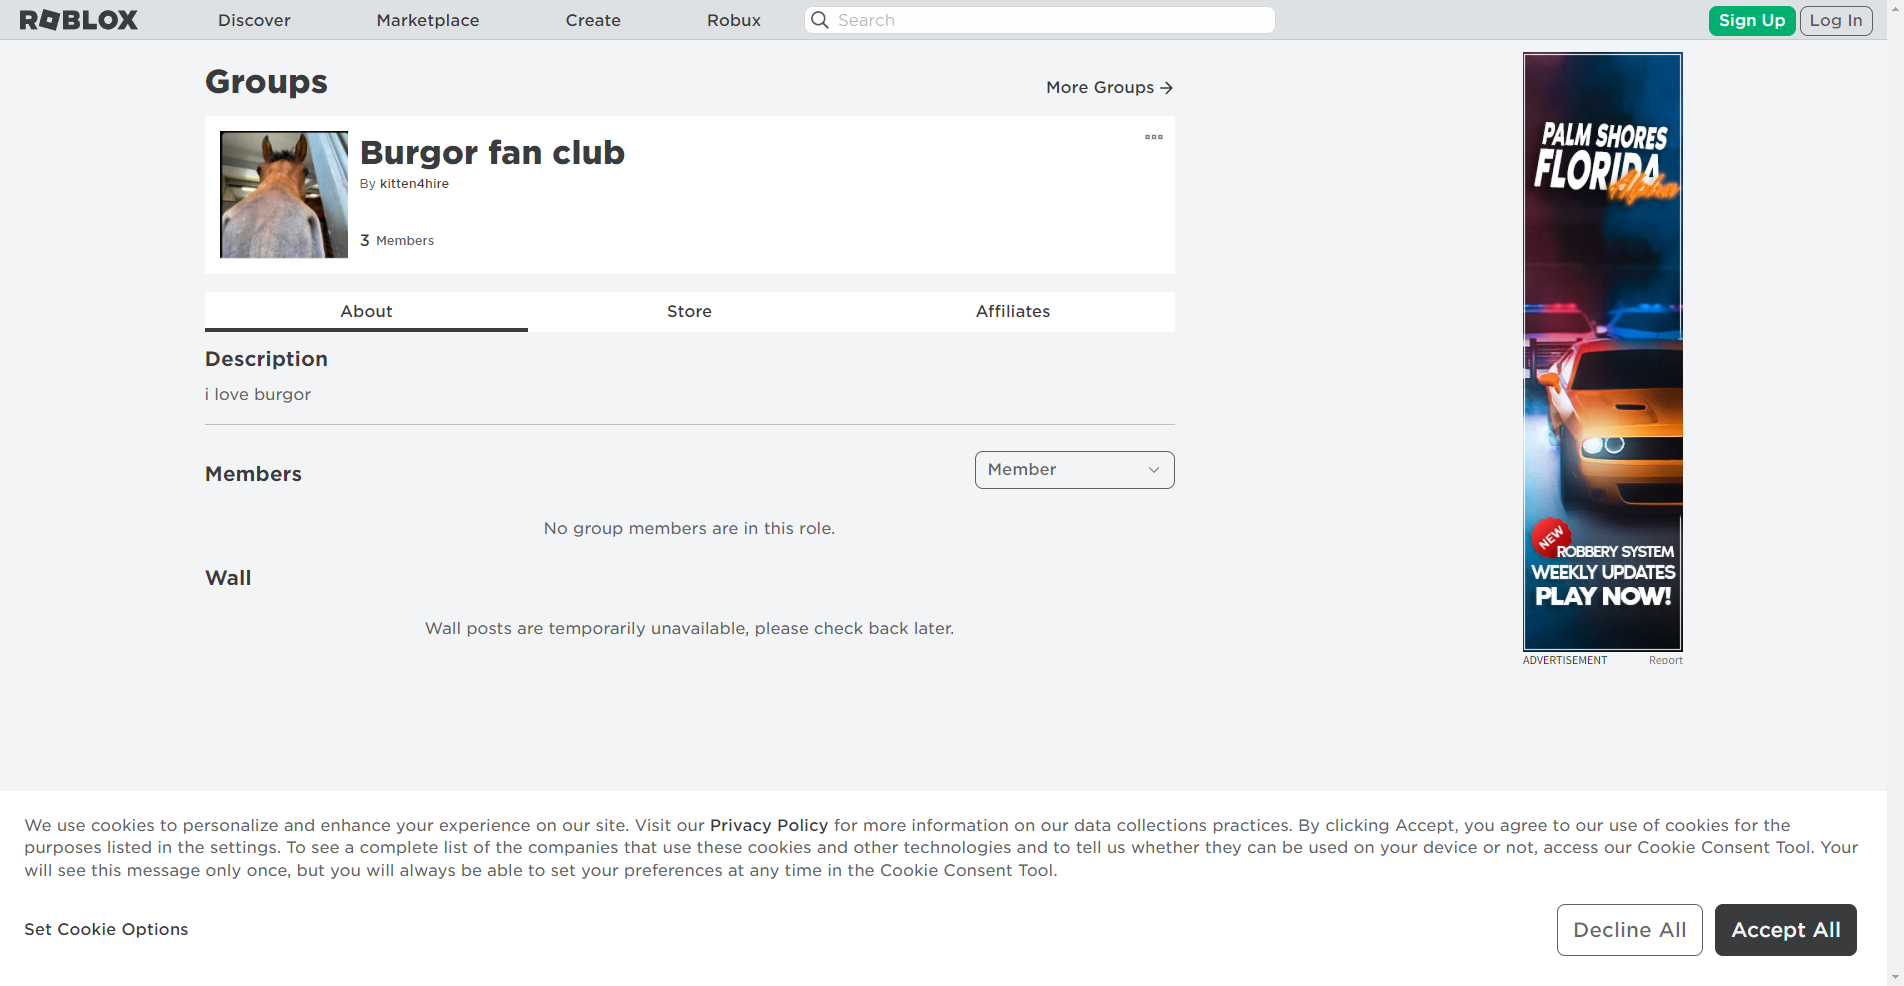 ROBLOX
Discover
Marketplace
Create
Robux
Search
Sign Up
Log In
Groups
More Groups
Burgor fan club
By kitten4hire
3 Members
About
Store
Affiliates
Description
i love burgor
Members
Member
No group members are in this role.
Wall
Wall posts are temporarily unavailable, please check back later.
PALM SHORES
FLORIDA
Alpha
NEW
ROBBERY SYSTEM
WEEKLY UPDATES
PLAY NOW!
ADVERTISEMENT
Report
We use cookies to personalize and enhance your experience on our site. Visit our Privacy Policy for more information on our data collections practices. By clicking Accept, you agree to our use of cookies for the
purposes listed in the settings. To see a complete list of the companies that use these cookies and other technologies and to tell us whether they can be used on your device or not, access our Cookie Consent Tool. Your
will see this message only once, but you will always be able to set your preferences at any time in the Cookie Consent Tool.
Set Cookie Options
Decline All
Accept All